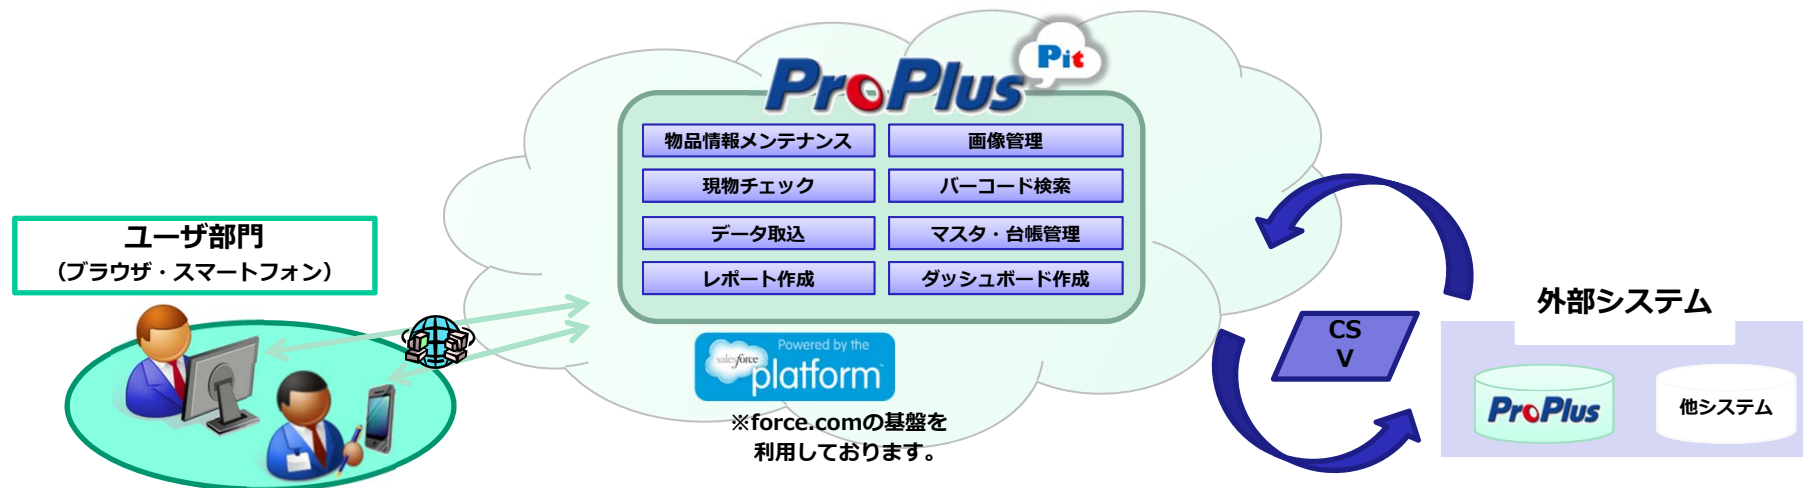 ProPlus
Pit
物品情報メンテナンス
画像管理
現物チェック
バーコード検索
データ取込
マスタ・台帳管理
レポート作成
ダッシュボード作成
ユーザ部門
（ブラウザ・スマートフォン）
Powered by the
salesforce
platform
※force.comの基盤を
利用しております。
CS
V
外部システム
ProPlus
他システム